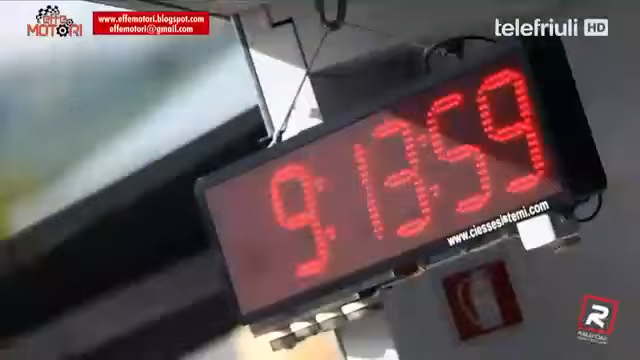 effe
MOTORI
www.effemotori.blogspot.com
effemotori@gmail.com
telefriuli HD
9:13:59
www.ciessesistemi.com
R